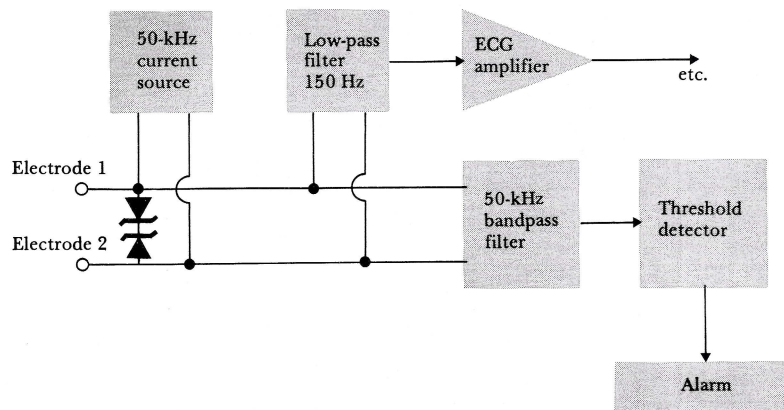 50-kHz
current
source
Low-pass
filter
150 Hz
ECG
amplifier
etc.
Electrode 1
Electrode 2
50-kHz
bandpass
filter
Threshold
detector
Alarm